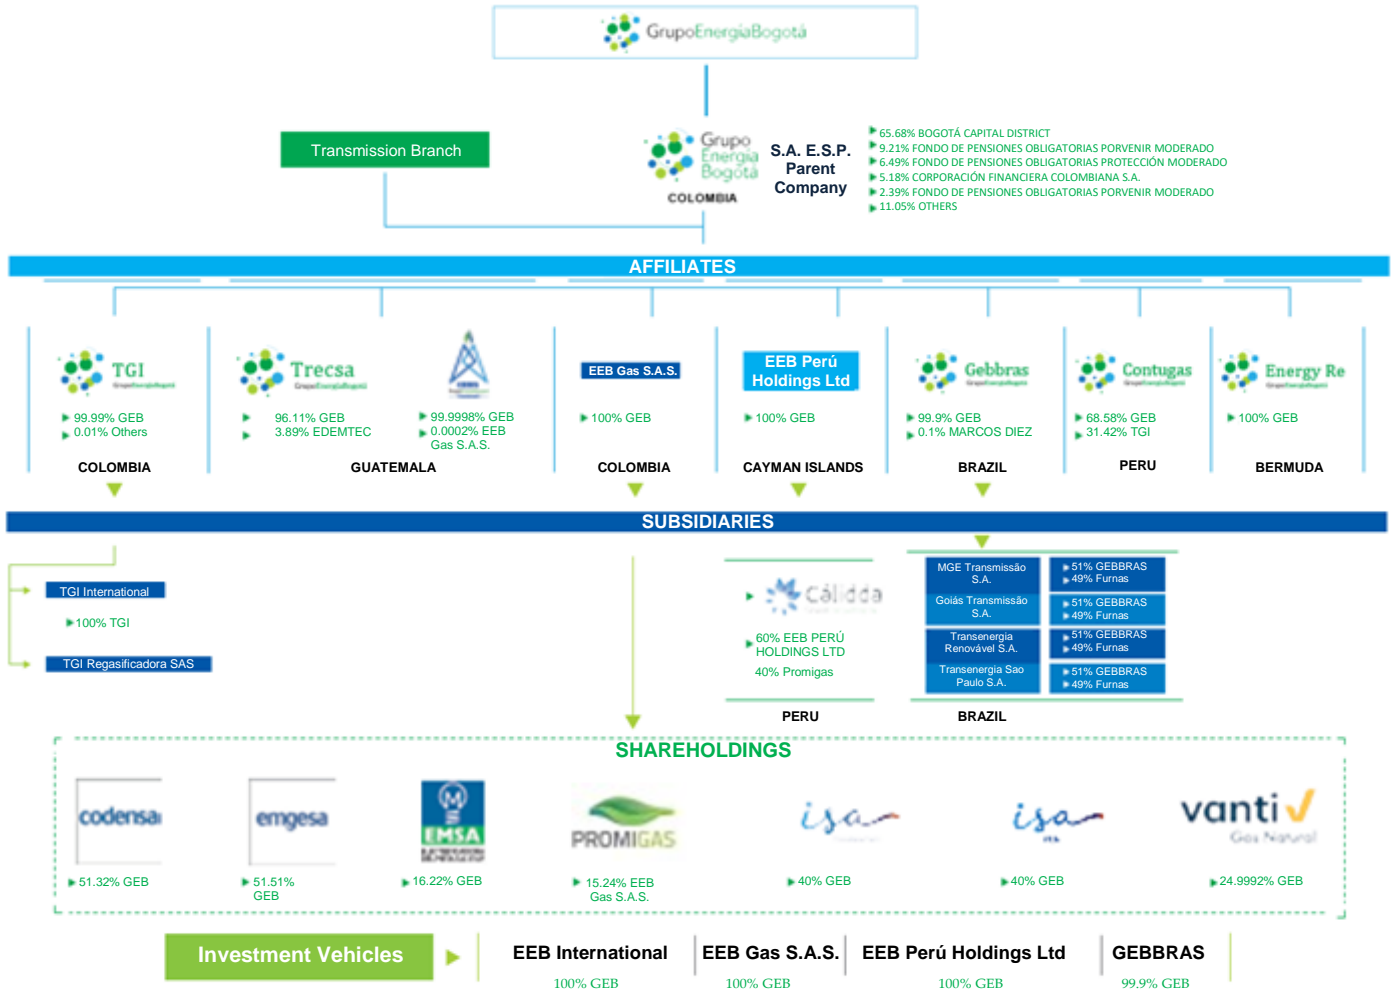 GrupoEnergíaBogotá
Transmission Branch
Grupo
Energía
Bogotá
COLOMBIA
S.A. E.S.P.
Parent
Company
65.68% BOGOTÁ CAPITAL DISTRICT
9.21% FONDO DE PENSIONES OBLIGATORIAS PORVENIR MODERADO
6.49% FONDO DE PENSIONES OBLIGATORIAS PROTECCIÓN MODERADO
5.18% CORPORACIÓN FINANCIERA COLOMBIANA S.A.
2.39% FONDO DE PENSIONES OBLIGATORIAS PORVENIR MODERADO
11.05% OTHERS
AFFILIATES
TGI
GrupoEnergíaBogotá
99.99% GEB
0.01% Others
COLOMBIA
Trecsa
GrupoEnergíaBogotá
96.11% GEB
3.89% EDEMTEC
99.9998% GEB
0.0002% EEB
Gas S.A.S.
GUATEMALA
EEB Gas S.A.S.
100% GEB
COLOMBIA
EEB Perú
Holdings Ltd
100% GEB
CAYMAN ISLANDS
Gebbras
GrupoEnergíaBogotá
99.9% GEB
0.1% MARCOS DIEZ
BRAZIL
Contugas
GrupoEnergíaBogotá
68.58% GEB
31.42% TGI
PERU
Energy Re
GrupoEnergíaBogotá
100% GEB
BERMUDA
SUBSIDIARIES
TGI International
100% TGI
TGI Regasificadora SAS
Cálidda
60% EEB PERÚ
HOLDINGS LTD
40% Promigas
PERU
MGE Transmissão
S.A.
51% GEBBRAS
49% Furnas
Goiás Transmissão
S.A.
51% GEBBRAS
49% Furnas
Transenergia
Renovável S.A.
51% GEBBRAS
49% Furnas
Transenergia Sao
Paulo S.A.
51% GEBBRAS
49% Furnas
BRAZIL
SHAREHOLDINGS
codensa
51.32% GEB
emgesa
51.51%
GEB
EMSA
16.22% GEB
PROMIGAS
15.24% EEB
Gas S.A.S.
isa
40% GEB
isa
40% GEB
vanti
Gas Natural
24.9992% GEB
Investment Vehicles
EEB International
100% GEB
EEB Gas S.A.S.
100% GEB
EEB Perú Holdings Ltd
100% GEB
GEBBRAS
99.9% GEB